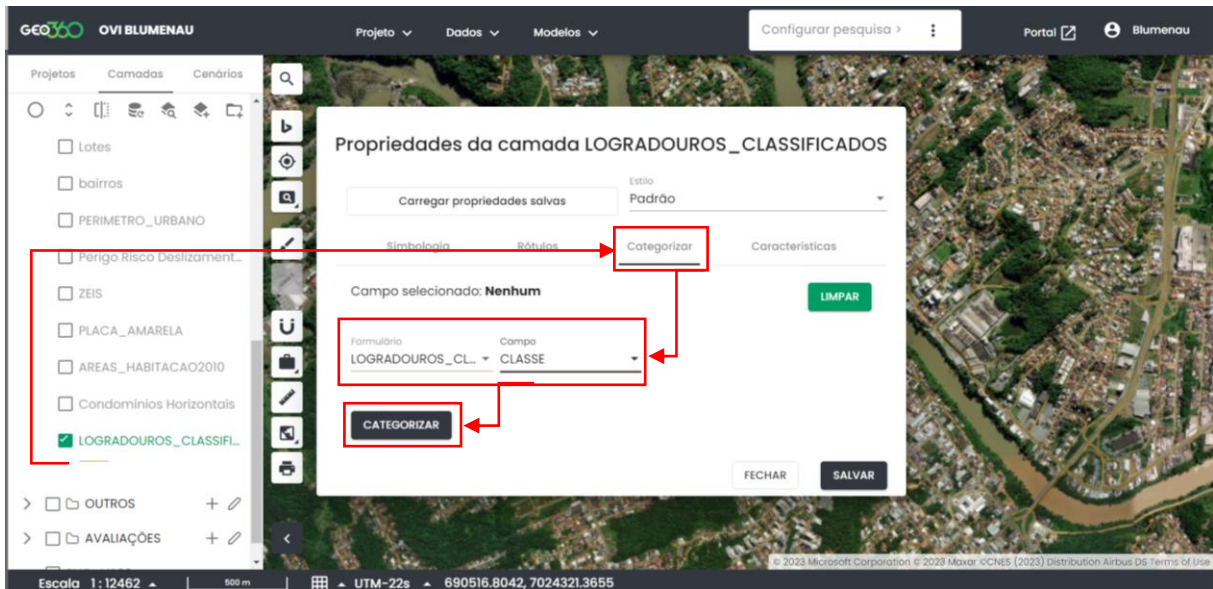 GEO360 OVI BLUMENAU Projeto Dados Modelos Configurar pesquisa > Portal Blumenau
Projetos Camadas Cenários
Lotes
bairros
PERIMETRO_URBANO
Perigo Risco Deslizament...
ZEIS
PLACA_AMARELA
AREAS_HABITACAO2010
Condominios Horizontais
LOGRADOUROS_CLASSIFI...
> OUTROS +
> AVALIAÇÕES +
Propriedades da camada LOGRADOUROS_CLASSIFICADOS
Carregar propriedades salvas
Estilo
Padrão
Simbologia Rótulos Categorizar Características
Campo selecionado: Nenhum LIMPAR
Formulário Campo
LOGRADOUROS_CL... CLASSE
CATEGORIZAR
FECHAR SALVAR
© 2023 Microsoft Corporation © 2023 Maxar ©CNES (2023) Distribution Airbus DS Terms of Use
Escala 1:12462 500 m UTM-22s 690516.8042, 7024321.3655